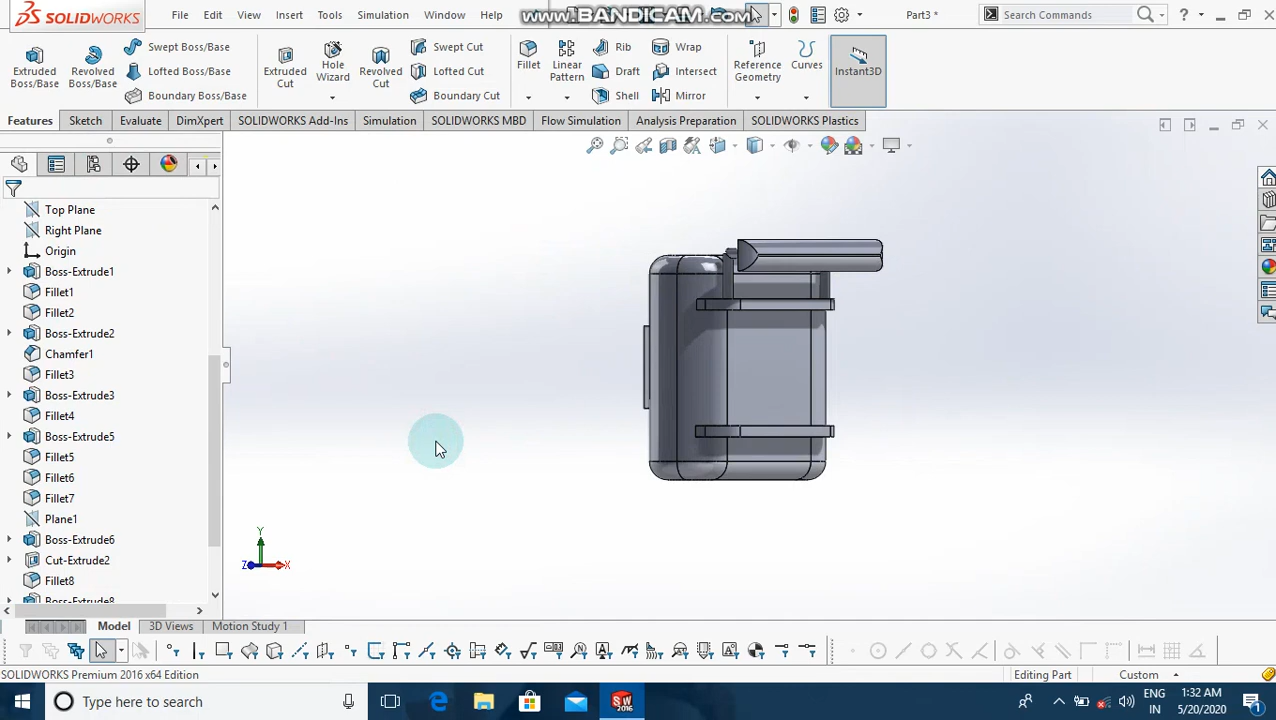 SOLIDWORKS File Edit View Insert Tools Simulation Window Help www.BANDICAM.com Part3 * Search Commands ?
Extruded Boss/Base
Revolved Boss/Base
Swept Boss/Base
Lofted Boss/Base
Boundary Boss/Base
Extruded Cut
Hole Wizard
Revolved Cut
Swept Cut
Lofted Cut
Boundary Cut
Fillet
Linear Pattern
Rib
Draft
Shell
Wrap
Intersect
Mirror
Reference Geometry
Curves
Instant3D
Features Sketch Evaluate DimXpert SOLIDWORKS Add-Ins Simulation SOLIDWORKS MBD Flow Simulation Analysis Preparation SOLIDWORKS Plastics
Top Plane
Right Plane
Origin
Boss-Extrude1
Fillet1
Fillet2
Boss-Extrude2
Chamfer1
Fillet3
Boss-Extrude3
Fillet4
Boss-Extrude5
Fillet5
Fillet6
Fillet7
Plane1
Boss-Extrude6
Cut-Extrude2
Fillet8
Boss-Extrude8
Y
Z X
Model 3D Views Motion Study 1
SOLIDWORKS Premium 2016 x64 Edition Editing Part Custom
Type here to search
SW 2016
ENG
IN
1:32 AM
5/20/2020
1